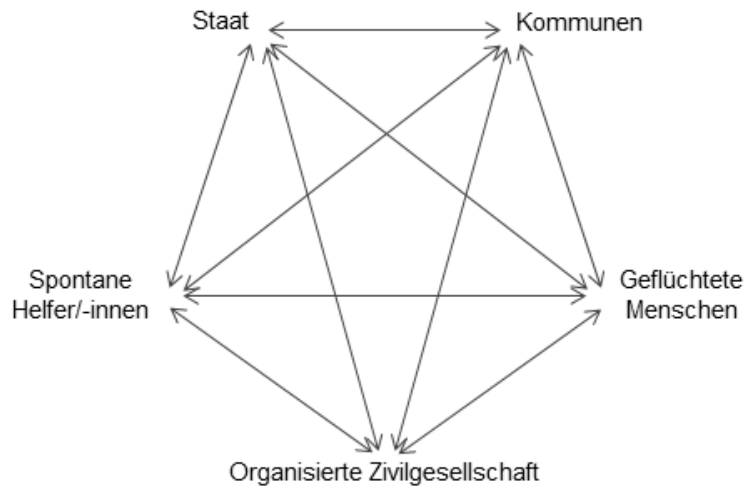 Staat
Kommunen
Spontane
Helfer/-innen
Geflüchtete
Menschen
Organisierte Zivilgesellschaft